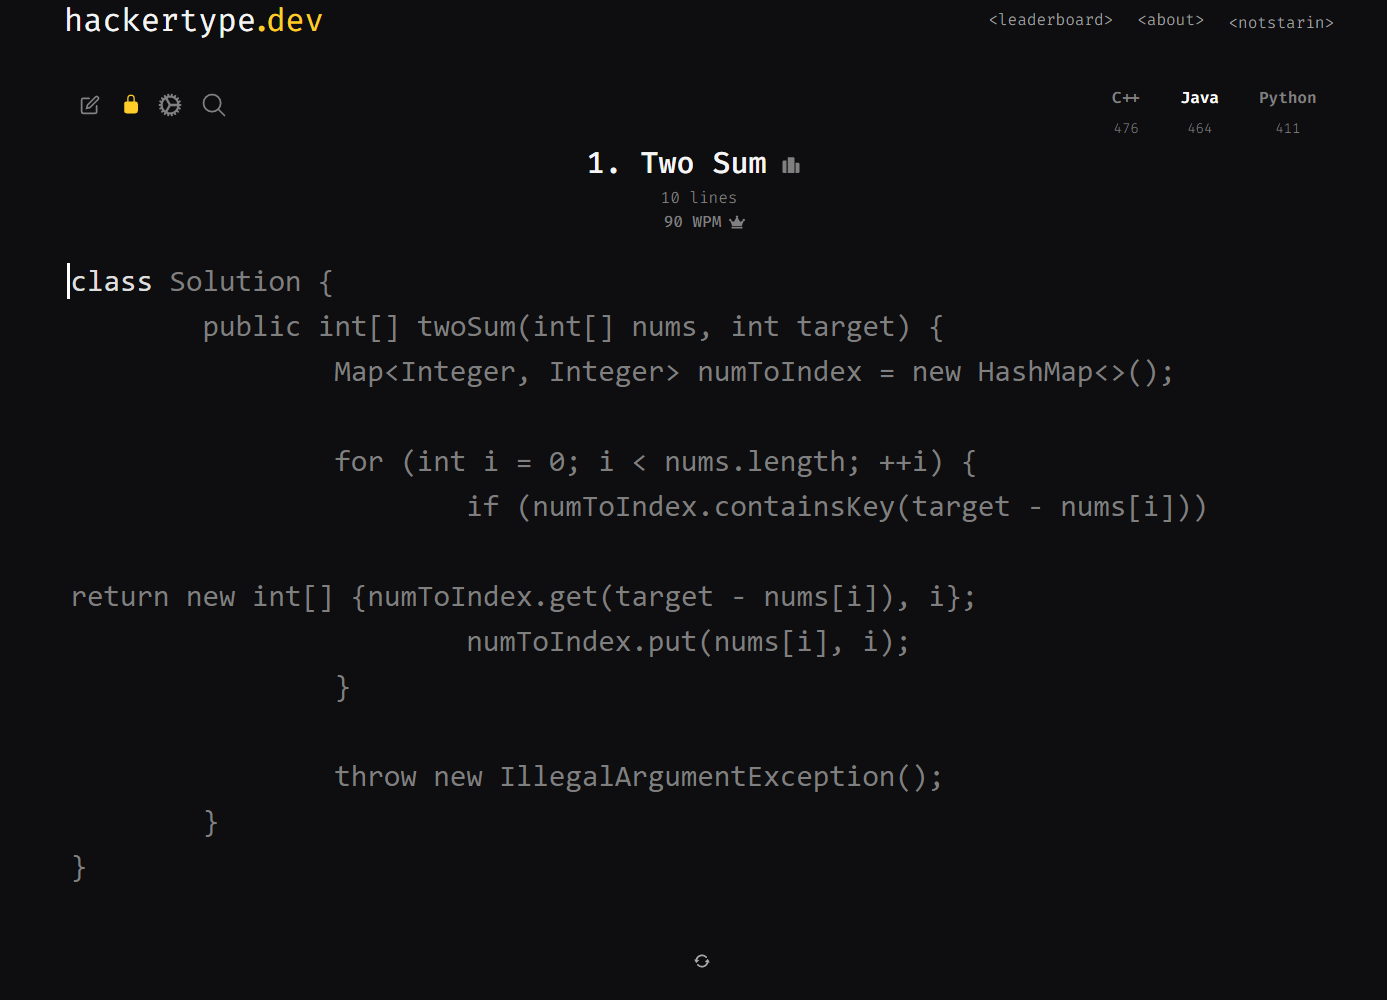 hackertype.dev
<leaderboard> <about> <notstarin>
C++ Java Python
476 464 411
1. Two Sum
10 lines
90 WPM
class Solution {
public int[] twoSum(int[] nums, int target) {
Map<Integer, Integer> numToIndex = new HashMap<>();
for (int i = 0; i < nums.length; ++i) {
if (numToIndex.containsKey(target - nums[i]))
return new int[] {numToIndex.get(target - nums[i]), i};
numToIndex.put(nums[i], i);
}
throw new IllegalArgumentException();
}
}